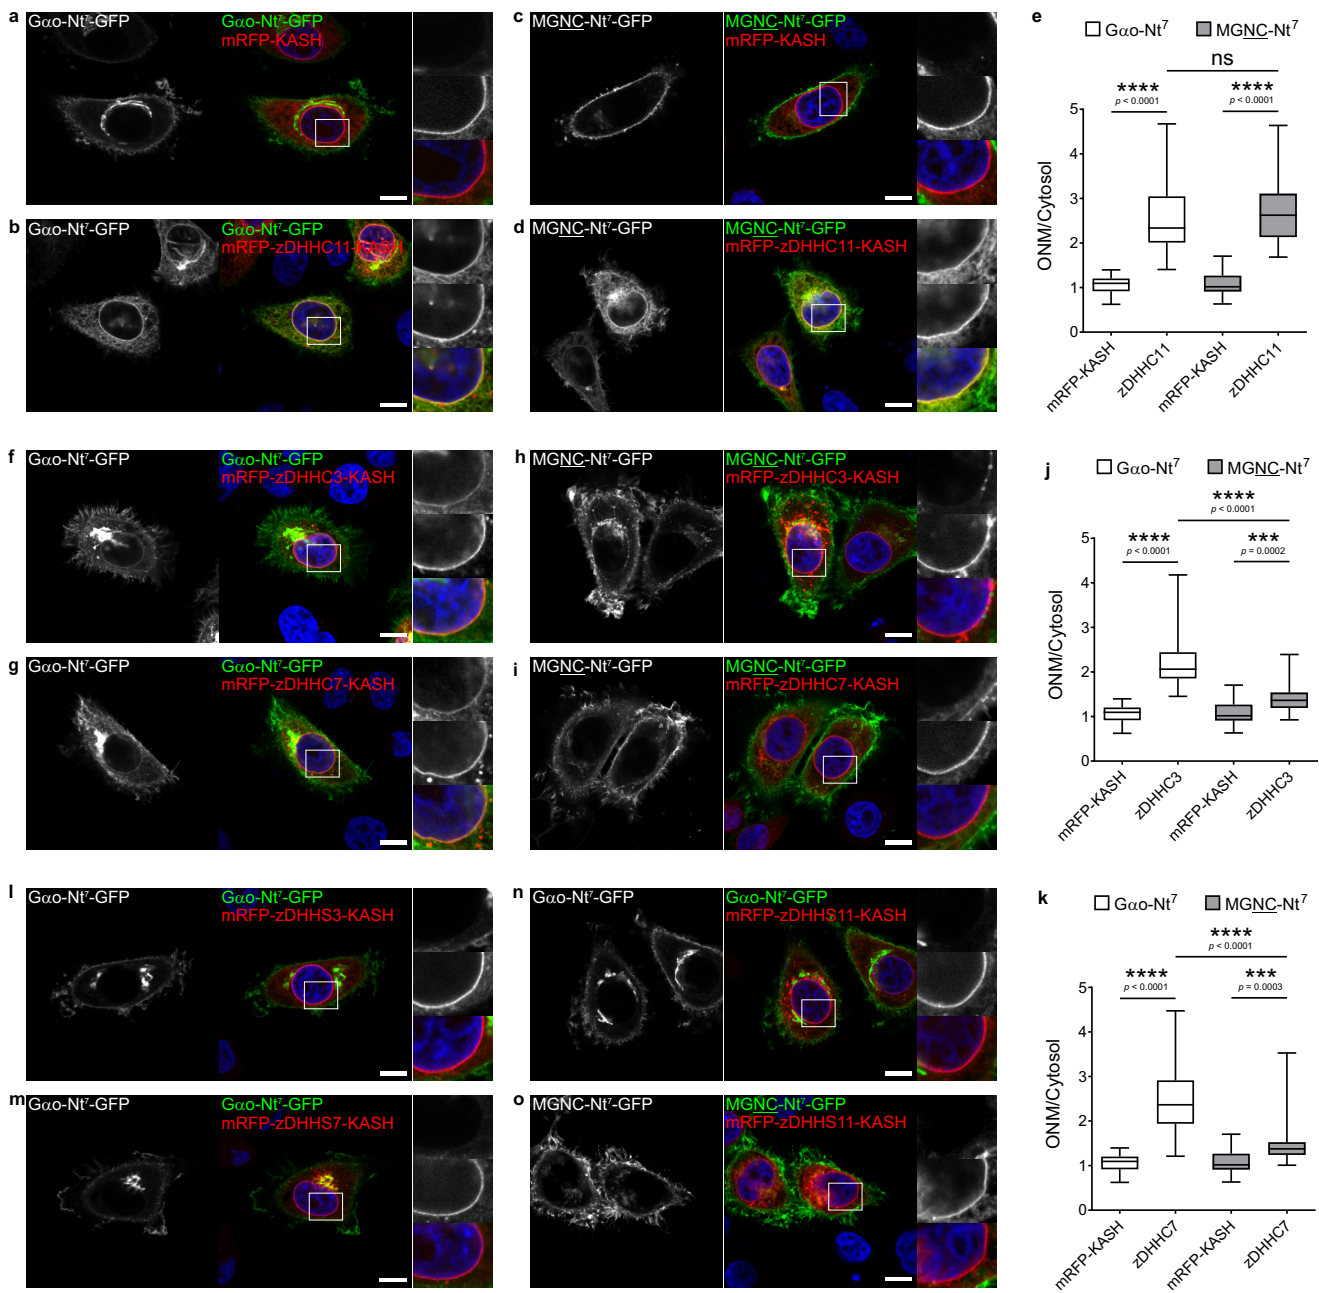 a
Gαo-Nt⁷-GFP
Gαo-Nt⁷-GFP
mRFP-KASH
c
MGNC-Nt⁷-GFP
MGNC-Nt⁷-GFP
mRFP-KASH
b
Gαo-Nt⁷-GFP
Gαo-Nt⁷-GFP
mRFP-zDHHC11-KASH
d
MGNC-Nt⁷-GFP
MGNC-Nt⁷-GFP
mRFP-zDHHC11-KASH
e
Gαo-Nt⁷ MGNC-Nt⁷
ns
**** ****
p < 0.0001 p < 0.0001
ONM/Cytosol
5
4
3
2
1
0
mRFP-KASH zDHHC11 mRFP-KASH zDHHC11
f
Gαo-Nt⁷-GFP
Gαo-Nt⁷-GFP
mRFP-zDHHC3-KASH
h
MGNC-Nt⁷-GFP
MGNC-Nt⁷-GFP
mRFP-zDHHC3-KASH
g
Gαo-Nt⁷-GFP
Gαo-Nt⁷-GFP
mRFP-zDHHC7-KASH
i
MGNC-Nt⁷-GFP
MGNC-Nt⁷-GFP
mRFP-zDHHC7-KASH
j
Gαo-Nt⁷ MGNC-Nt⁷
****
p < 0.0001
**** ***
p < 0.0001 p = 0.0002
ONM/Cytosol
5
4
3
2
1
0
mRFP-KASH zDHHC3 mRFP-KASH zDHHC3
l
Gαo-Nt⁷-GFP
Gαo-Nt⁷-GFP
mRFP-zDHHS3-KASH
n
Gαo-Nt⁷-GFP
Gαo-Nt⁷-GFP
mRFP-zDHHS11-KASH
m
Gαo-Nt⁷-GFP
Gαo-Nt⁷-GFP
mRFP-zDHHS7-KASH
o
MGNC-Nt⁷-GFP
MGNC-Nt⁷-GFP
mRFP-zDHHS11-KASH
k
Gαo-Nt⁷ MGNC-Nt⁷
****
p < 0.0001
**** ***
p < 0.0001 p = 0.0003
ONM/Cytosol
5
4
3
2
1
0
mRFP-KASH zDHHC7 mRFP-KASH zDHHC7